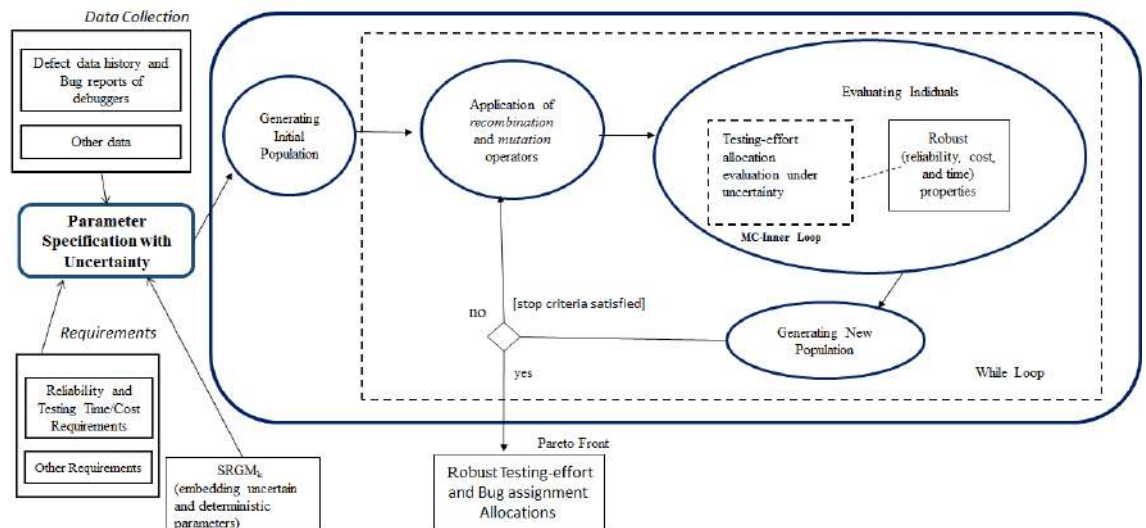 Data Collection
Defect data history and
Bug reports of
debuggers
Other data
Parameter
Specification with
Uncertainty
Requirements
Reliability and
Testing Time/Cost
Requirements
Other Requirements
SRGMk
(embedding uncertain
and deterministic
parameters)
Generating
Initial
Population
Application of
recombination
and mutation
operators
Evaluating Indiduals
Testing-effort
allocation
evaluation under
uncertainty
MC-Inner Loop
Robust
(reliability, cost,
and time)
properties
Generating New
Population
While Loop
[stop criteria satisfied]
no
yes
Pareto Front
Robust Testing-effort
and Bug assignment
Allocations